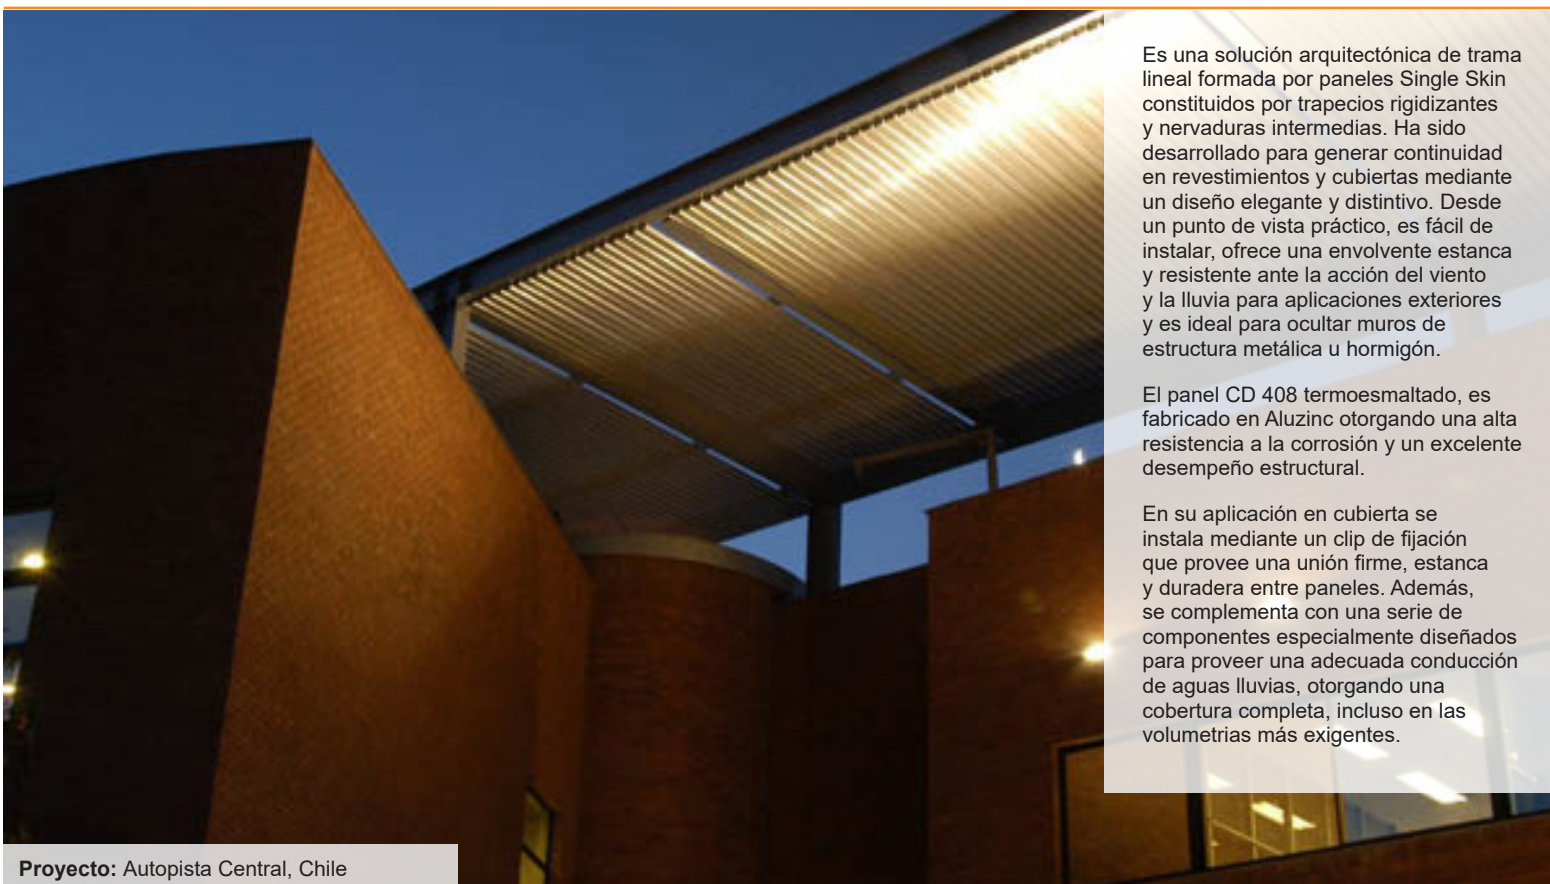 Es una solución arquitectónica de trama
lineal formada por paneles Single Skin
constituidos por trapecios rigidizantes
y nervaduras intermedias. Ha sido
desarrollado para generar continuidad
en revestimientos y cubiertas mediante
un diseño elegante y distintivo. Desde
un punto de vista práctico, es fácil de
instalar, ofrece una envolvente estanca
y resistente ante la acción del viento
y la lluvia para aplicaciones exteriores
y es ideal para ocultar muros de
estructura metálica u hormigón.
El panel CD 408 termoesmaltado, es
fabricado en Aluzinc otorgando una alta
resistencia a la corrosión y un excelente
desempeño estructural.
En su aplicación en cubierta se
instala mediante un clip de fijación
que provee una unión firme, estanca
y duradera entre paneles. Además,
se complementa con una serie de
componentes especialmente diseñados
para proveer una adecuada conducción
de aguas lluvias, otorgando una
cobertura completa, incluso en las
volumetrias más exigentes.
Proyecto: Autopista Central, Chile